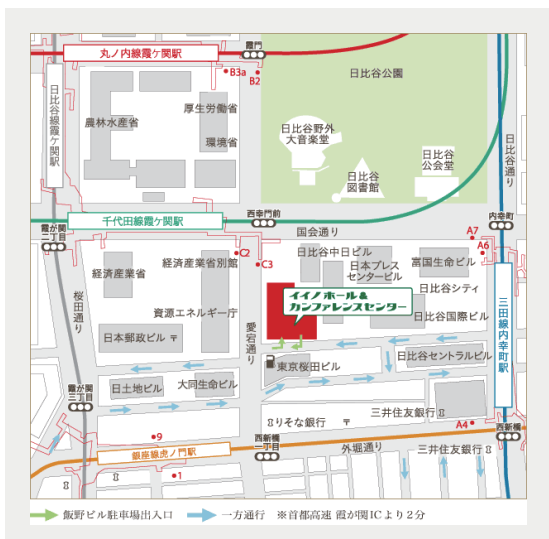 丸ノ内線霞ケ関駅
霞門
B3a
B2
日比谷公園
日比谷線霞ケ関駅
農林水産省
厚生労働省
環境省
日比谷野外
大音楽堂
日比谷
図書館
日比谷
公会堂
日比谷通り
千代田線霞ケ関駅
西幸門前
国会通り
内幸町
霞が関
二丁目
A7
A6
C2
C3
経済産業省
経済産業省別館
日比谷中日ビル
日本プレス
センタービル
富国生命ビル
日比谷シティ
イイノホール&
カンファレンスセンター
桜田通り
資源エネルギー庁
愛宕通り
日比谷国際ビル
三田線内幸町駅
日本郵政ビル 〒
東京桜田ビル
日比谷セントラルビル
霞が関
三丁目
日土地ビル
大同生命ビル
りそな銀行
〒
三井住友銀行
A4
西新橋
9
銀座線虎ノ門駅
西新橋
一丁目
外堀通り
三井住友銀行
1
飯野ビル駐車場出入口
一方通行
※首都高速 霞が関ICより2分